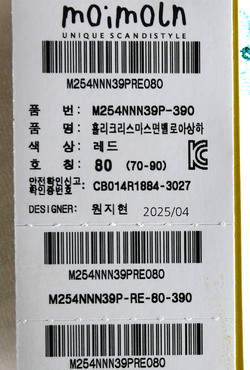 moimoln
UNIQUE SCANDISTYLE
M254NNN39PRE080
품 번: M254NNN39P-390
품 명: 홀리크리스마스면벨로아상하
색 상: 레드
호 칭: 80 (70-90)
안전확인신고
확인증번호: CB014R1884-3027
DESIGNER: 원지현 2025/04
M254NNN39PRE080
M254NNN39P-RE-80-390
M254NNN39PRE080